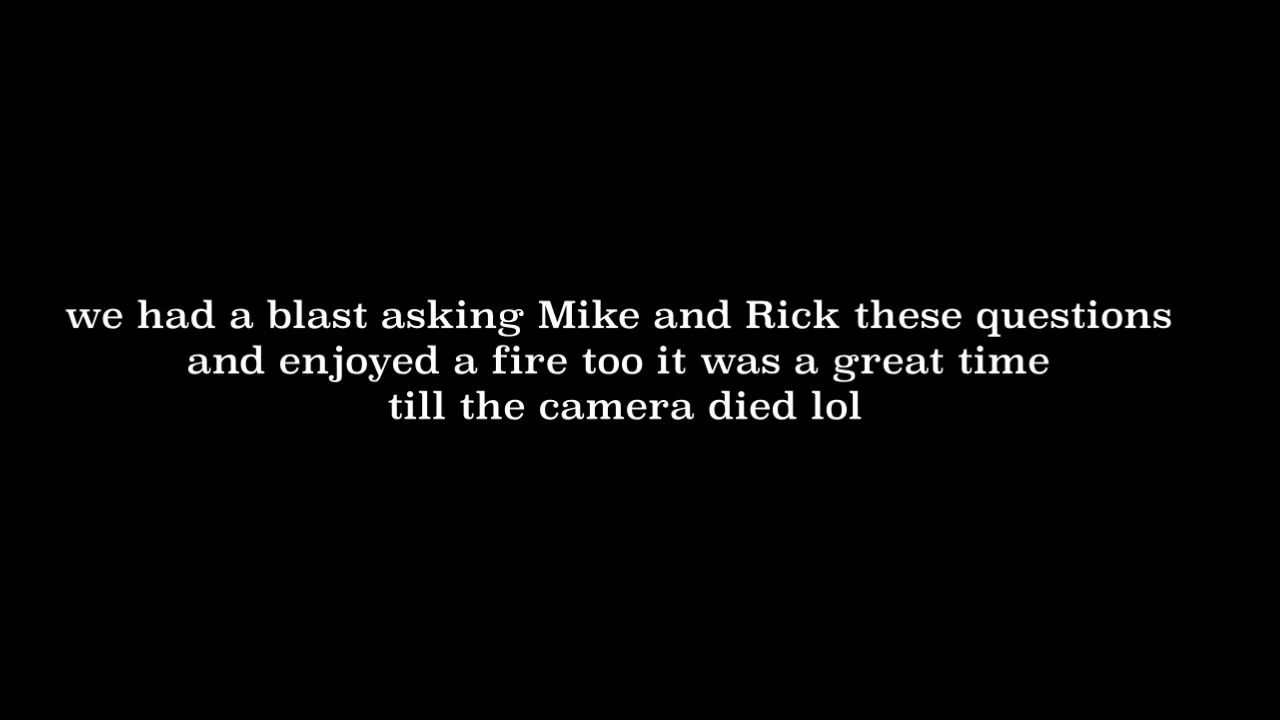 we had a blast asking Mike and Rick these questions
and enjoyed a fire too it was a great time
till the camera died lol